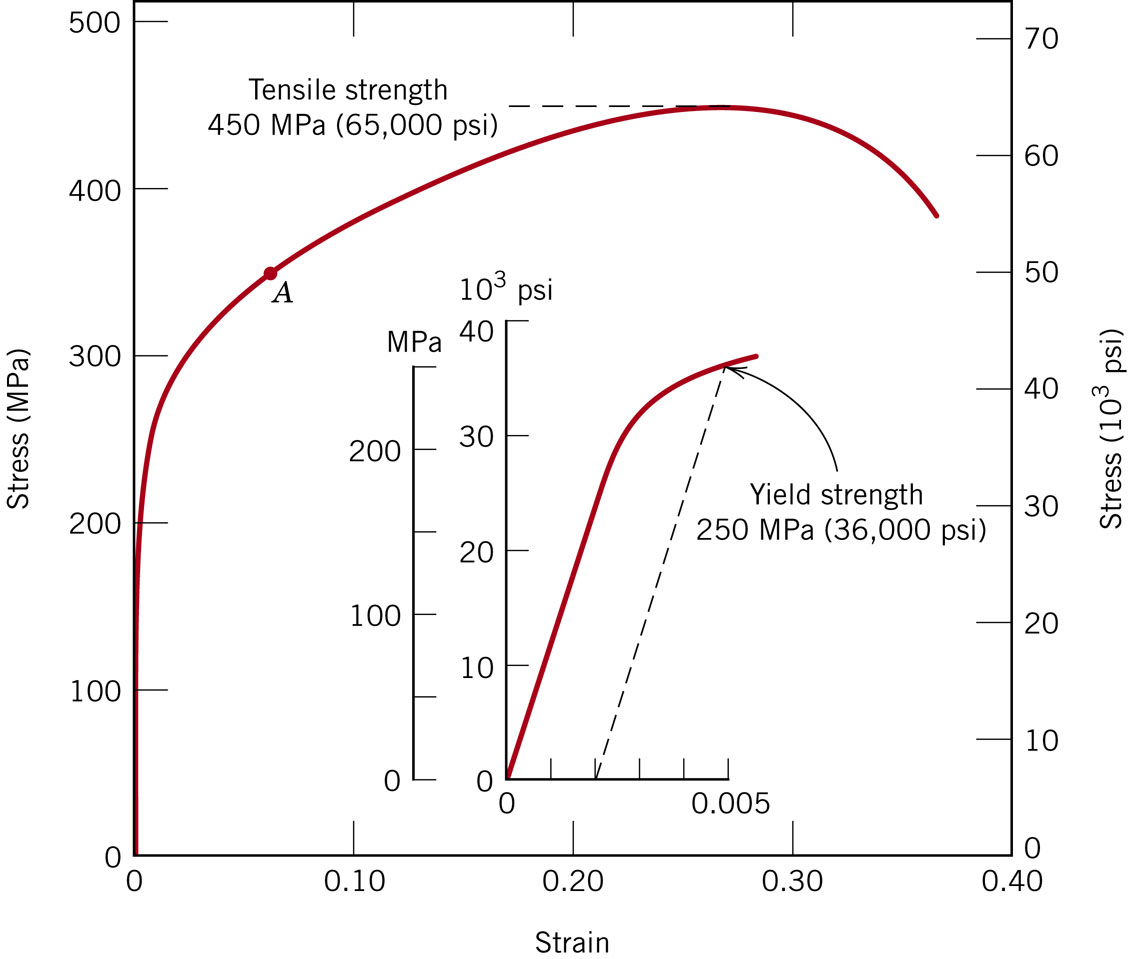 500
400
300
200
100
0
Stress (MPa)
Tensile strength
450 MPa (65,000 psi)
A
70
60
50
40
30
20
10
0
Stress (10³ psi)
MPa
200
100
0
10³ psi
40
30
20
10
0
Yield strength
250 MPa (36,000 psi)
0 0.005
0 0.10 0.20 0.30 0.40
Strain